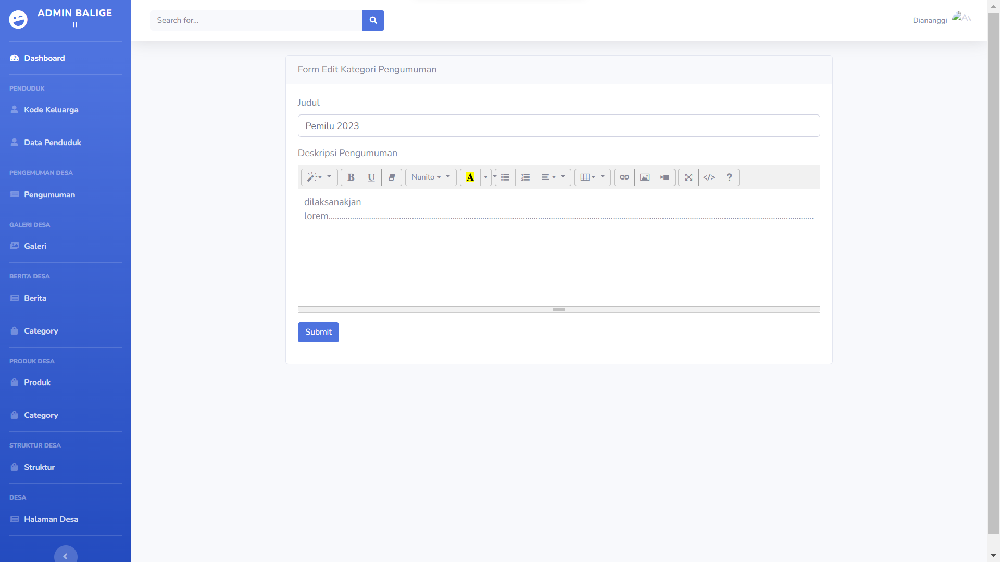 ADMIN BALIGE
II
Search for...
Diananggi
Dashboard
PENDUDUK
Kode Keluarga
Data Penduduk
PENGEMUMAN DESA
Pengumuman
GALERI DESA
Galeri
BERITA DESA
Berita
Category
PRODUK DESA
Produk
Category
STRUKTUR DESA
Struktur
DESA
Halaman Desa
Form Edit Kategori Pengumuman
Judul
Pemilu 2023
Deskripsi Pengumuman
B U Nunito A </> ?
dilaksanakjan
lorem....................................................................................................................................................................................................................................
Submit